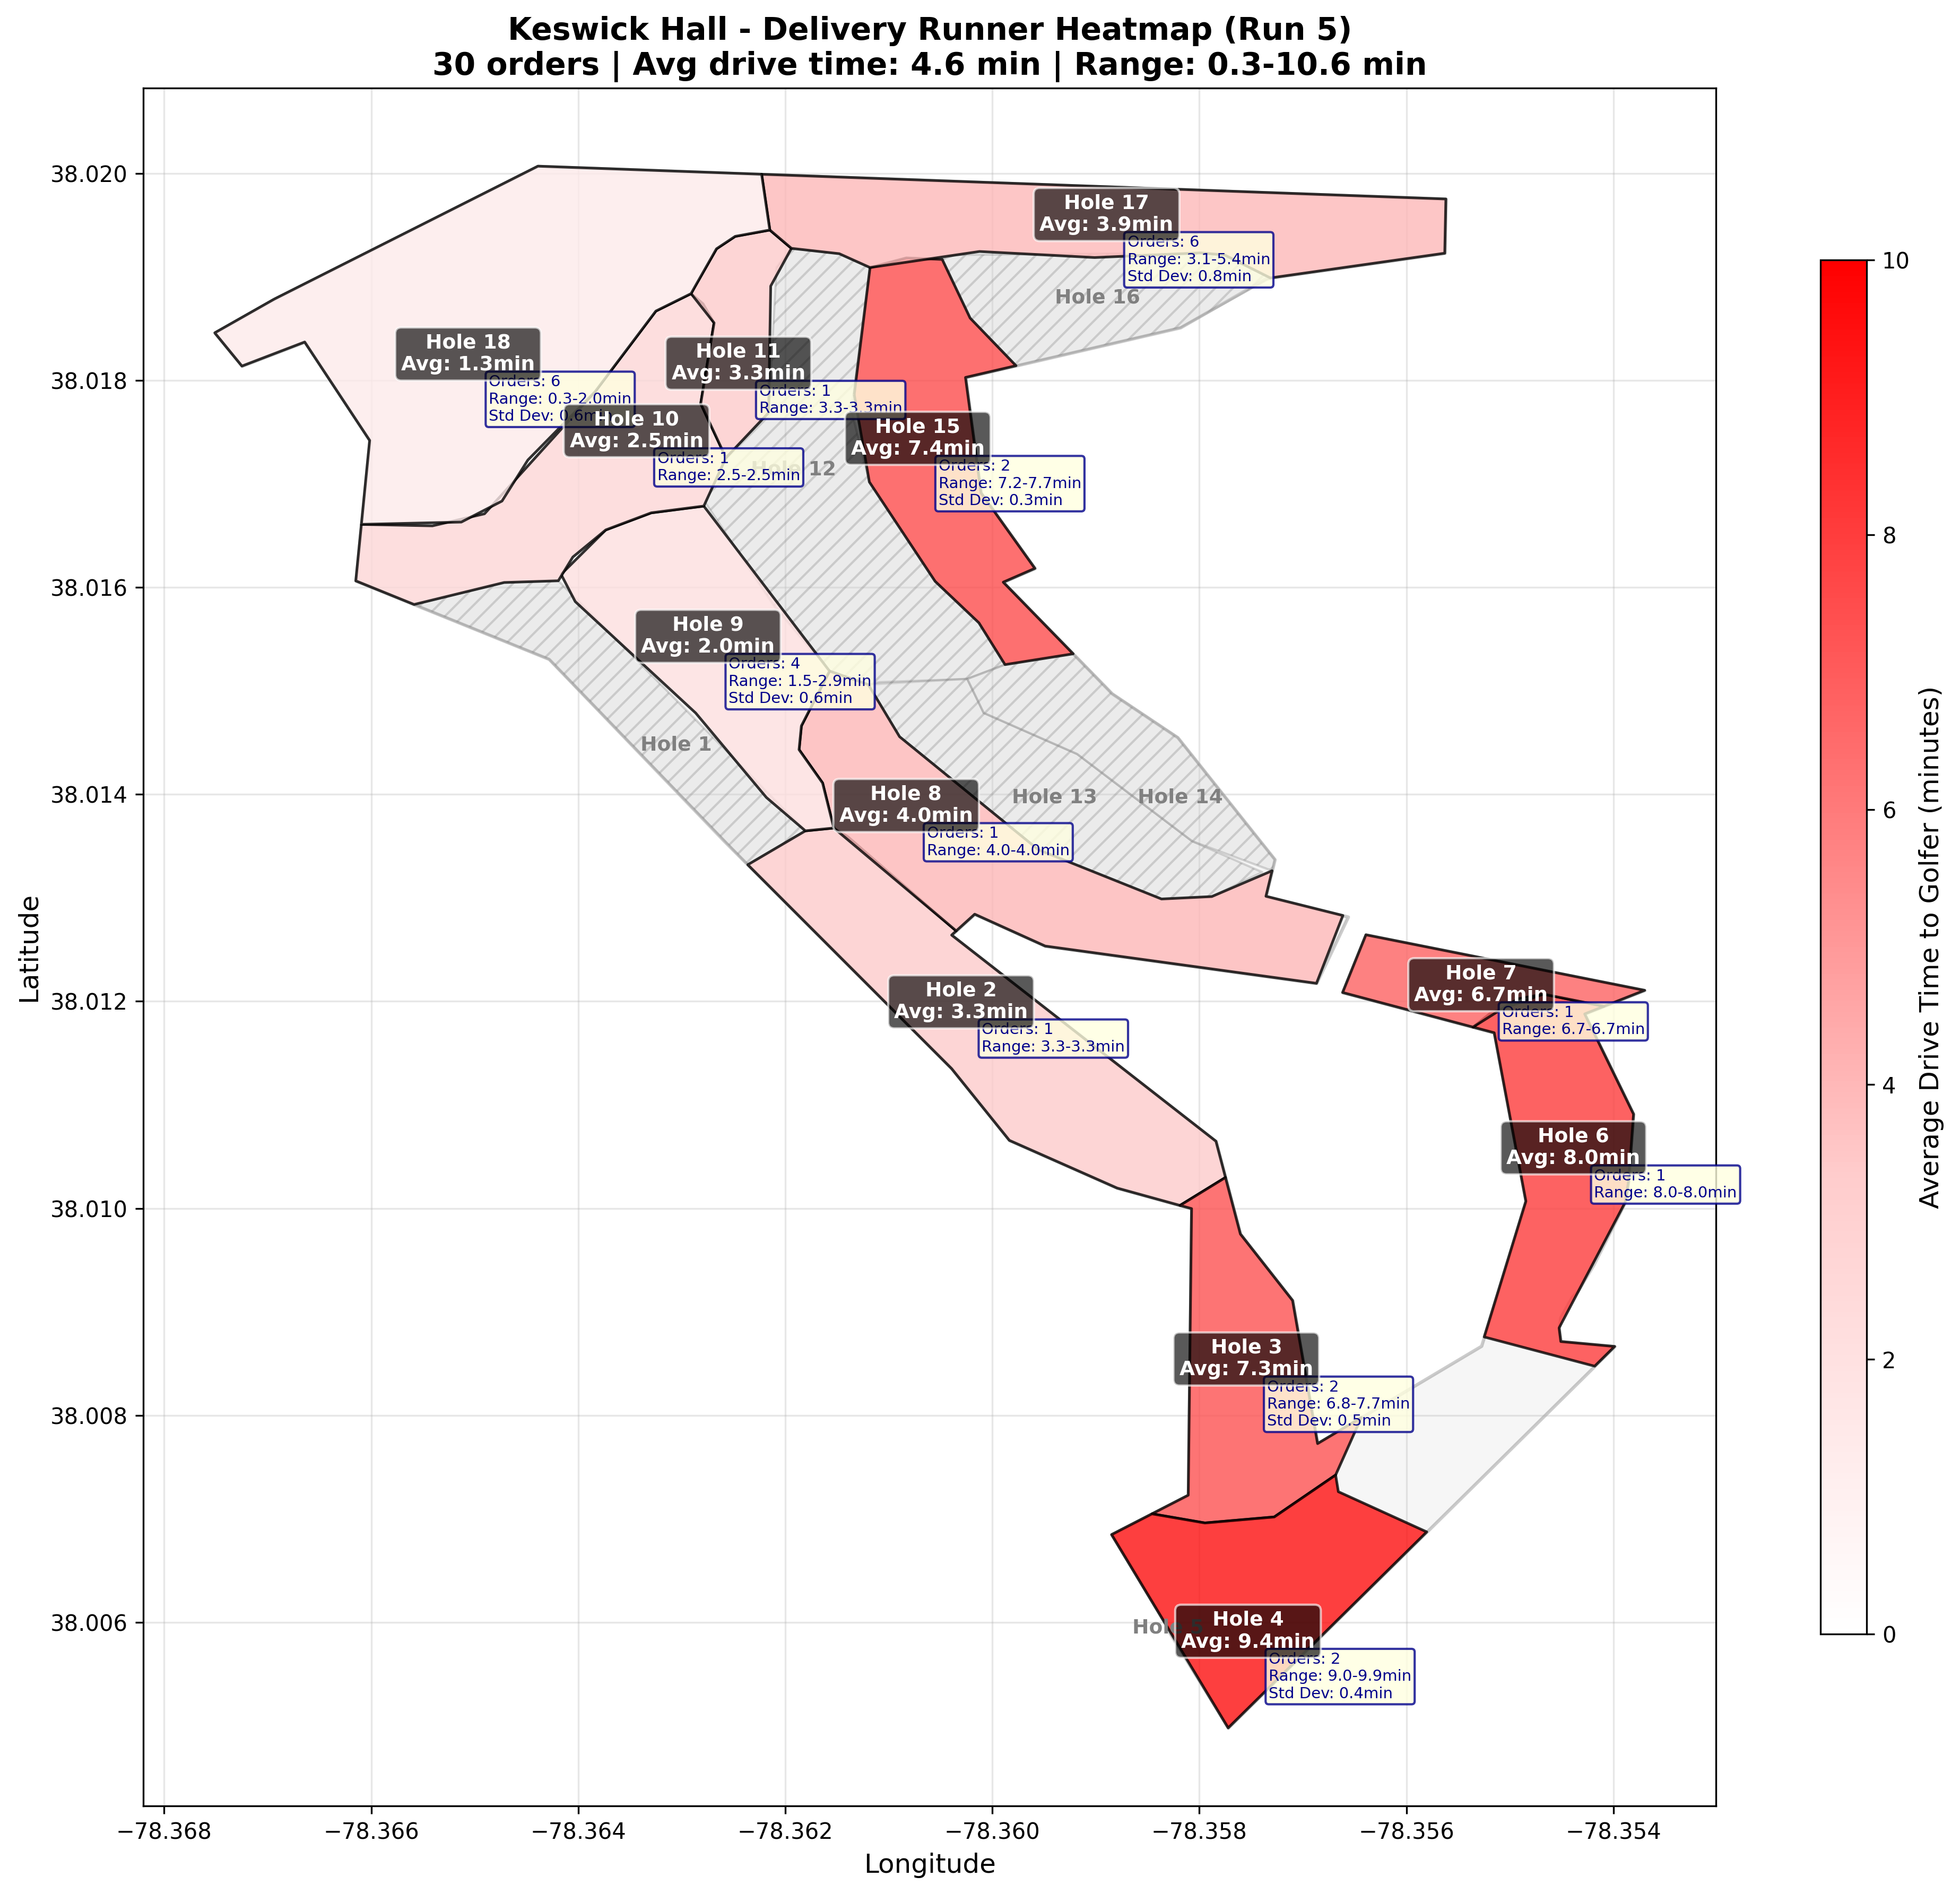 Keswick Hall - Delivery Runner Heatmap (Run 5)
30 orders | Avg drive time: 4.6 min | Range: 0.3-10.6 min
Hole 17
Avg: 3.9min
Orders: 6
Range: 3.1-5.4min
Std Dev: 0.8min
Hole 16
Hole 18
Avg: 1.3min
Orders: 6
Range: 0.3-2.0min
Std Dev: 0.6min
Hole 11
Avg: 3.3min
Orders: 1
Range: 3.3-3.3min
Hole 10
Avg: 2.5min
Orders: 1
Range: 2.5-2.5min
Hole 12
Hole 15
Avg: 7.4min
Orders: 2
Range: 7.2-7.7min
Std Dev: 0.3min
Hole 9
Avg: 2.0min
Orders: 4
Range: 1.5-2.9min
Std Dev: 0.6min
Hole 1
Hole 8
Avg: 4.0min
Orders: 1
Range: 4.0-4.0min
Hole 13
Hole 14
Hole 2
Avg: 3.3min
Orders: 1
Range: 3.3-3.3min
Hole 7
Avg: 6.7min
Orders: 1
Range: 6.7-6.7min
Hole 6
Avg: 8.0min
Orders: 1
Range: 8.0-8.0min
Hole 3
Avg: 7.3min
Orders: 2
Range: 6.8-7.7min
Std Dev: 0.5min
Hole 5
Hole 4
Avg: 9.4min
Orders: 2
Range: 9.0-9.9min
Std Dev: 0.4min
38.020
38.018
38.016
38.014
38.012
38.010
38.008
38.006
Latitude
−78.368
−78.366
−78.364
−78.362
−78.360
−78.358
−78.356
−78.354
Longitude
10
8
6
4
2
0
Average Drive Time to Golfer (minutes)